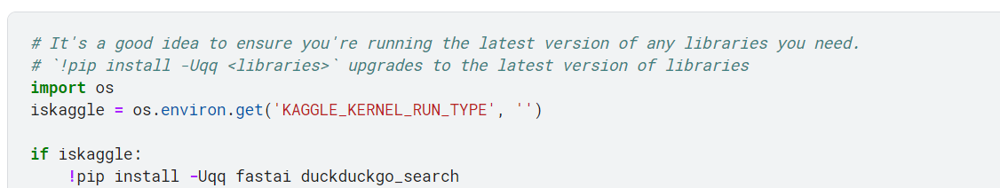 # It's a good idea to ensure you're running the latest version of any libraries you need.
# `!pip install -Uqq <libraries>` upgrades to the latest version of libraries
import os
iskaggle = os.environ.get('KAGGLE_KERNEL_RUN_TYPE', '')
if iskaggle:
    !pip install -Uqq fastai duckduckgo_search